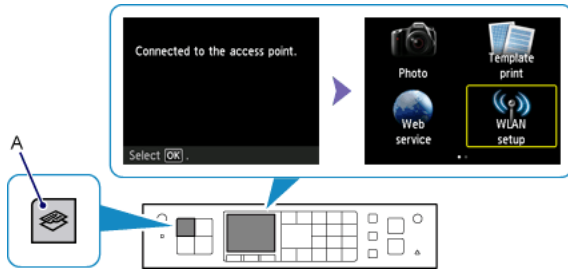 Connected to the access point.
Select OK .
Photo
Template
print
Web
service
WLAN
setup
A